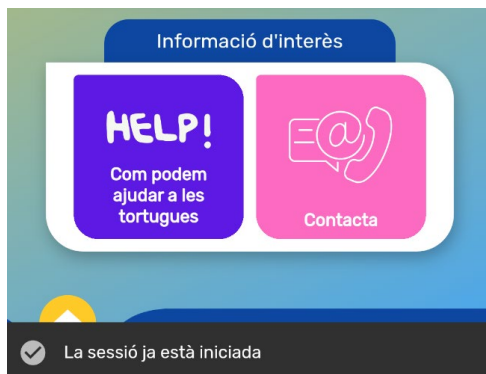 Informació d'interès
HELP!
Com podem
ajudar a les
tortugues
Contacta
La sessió ja està iniciada